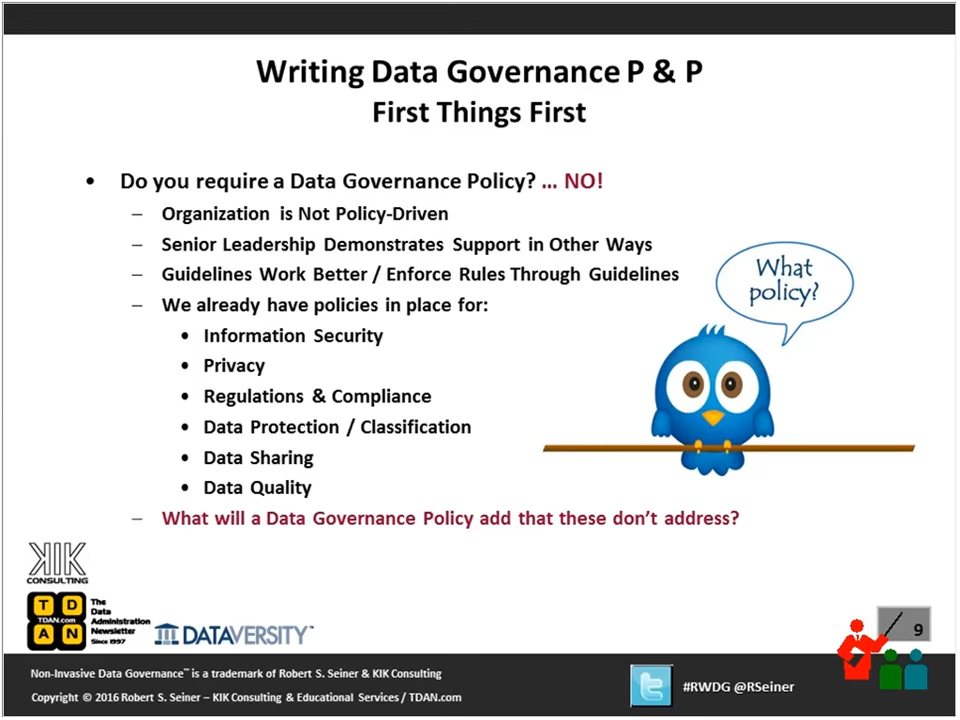 Writing Data Governance P & P
First Things First
• Do you require a Data Governance Policy? ... NO!
– Organization is Not Policy-Driven
– Senior Leadership Demonstrates Support in Other Ways
– Guidelines Work Better / Enforce Rules Through Guidelines
– We already have policies in place for:
• Information Security
• Privacy
• Regulations & Compliance
• Data Protection / Classification
• Data Sharing
• Data Quality
– What will a Data Governance Policy add that these don't address?
What
policy?
KIK
CONSULTING
T D
TDAN.com
A N
The
Data
Administration
Newsletter
Since 1997
DATAVERSITY™
9
Non-Invasive Data Governance™ is a trademark of Robert S. Seiner & KIK Consulting
Copyright © 2016 Robert S. Seiner – KIK Consulting & Educational Services / TDAN.com
#RWDG @RSeiner